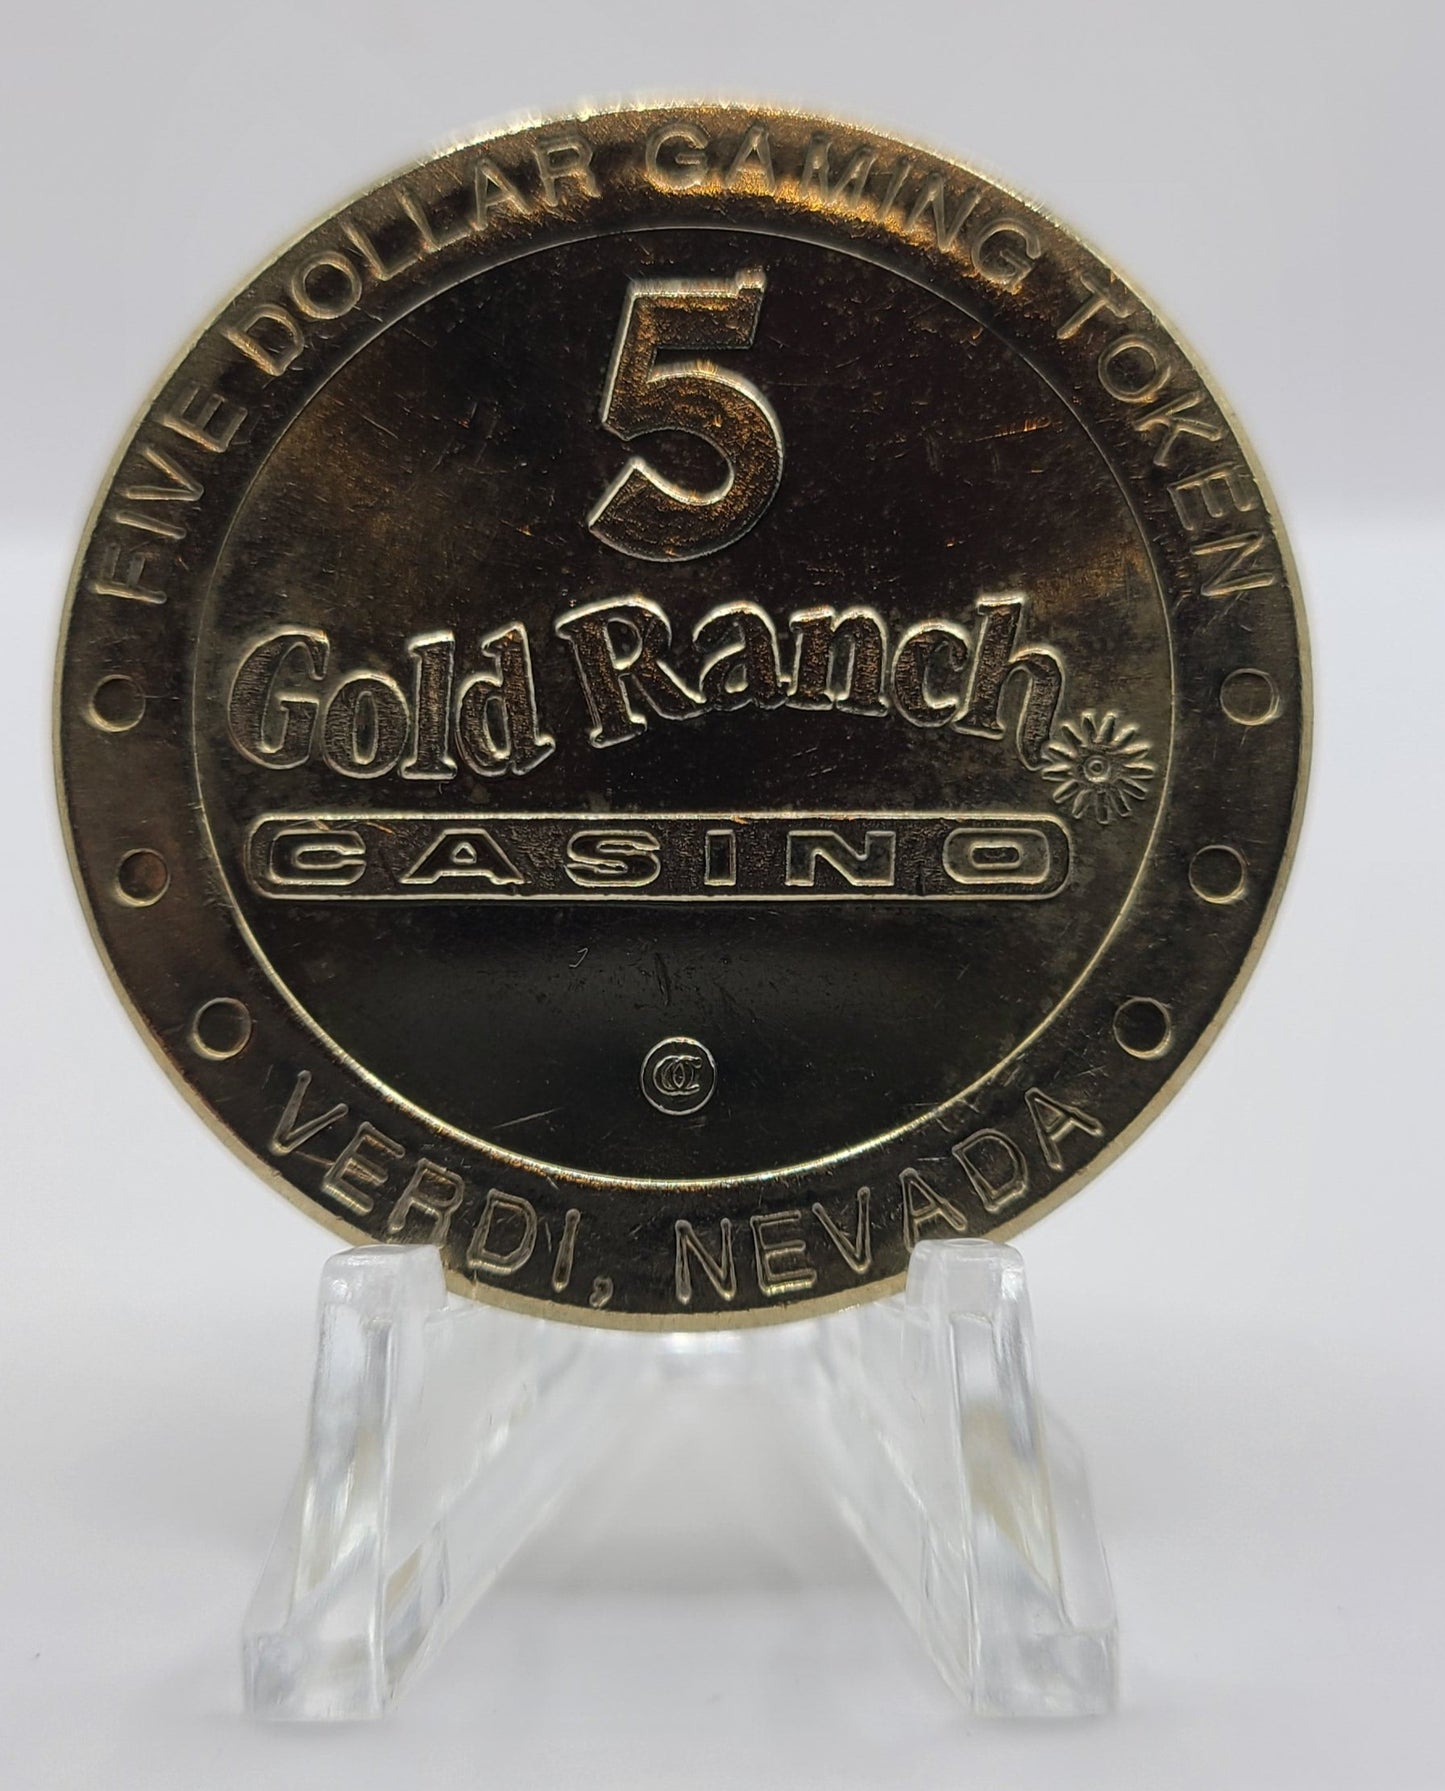 FIVE DOLLAR GAMING TOKEN
5
Gold Ranch
CASINO
VERDI, NEVADA